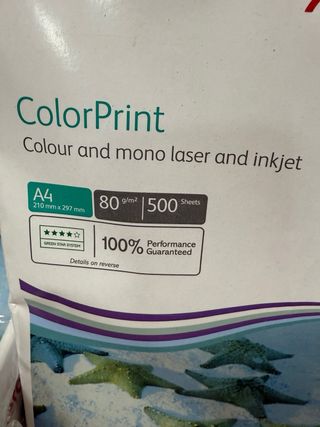 ColorPrint
Colour and mono laser and inkjet
A4
210 mm x 297 mm
80 g/m² 500 Sheets
GREEN STAR SYSTEM
100% Performance Guaranteed
Details on reverse